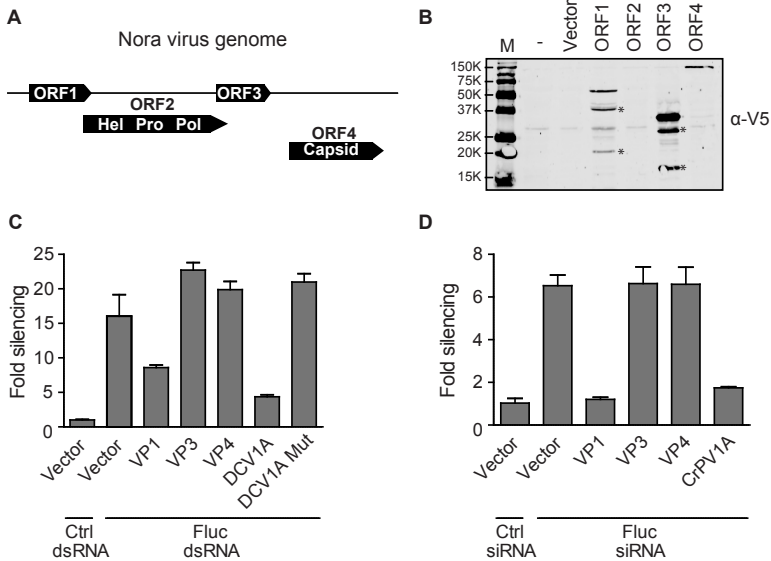 A
Nora virus genome
ORF1
ORF2
ORF3
Hel Pro Pol
ORF4
Capsid
B
M
-
Vector
ORF1
ORF2
ORF3
ORF4
150K
75K
50K
37K
25K
20K
15K
*
*
*
*
α-V5
C
Fold silencing
25
20
15
10
5
0
Vector
Vector
VP1
VP3
VP4
DCV1A
DCV1A Mut
Ctrl
dsRNA
Fluc
dsRNA
D
Fold silencing
8
6
4
2
0
Vector
Vector
VP1
VP3
VP4
CrPV1A
Ctrl
siRNA
Fluc
siRNA